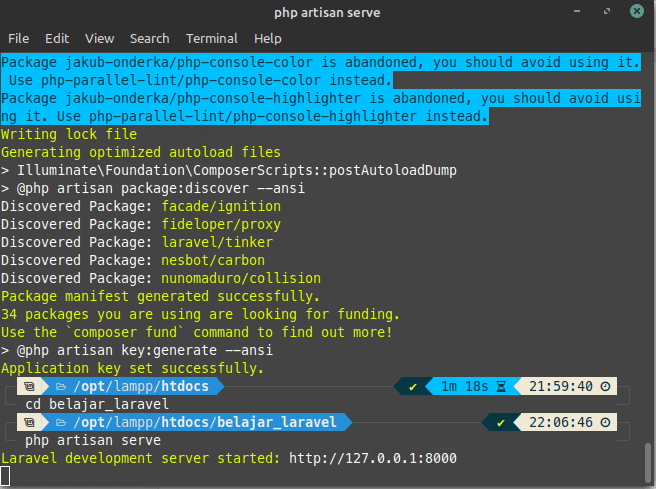 php artisan serve
File Edit View Search Terminal Help
Package jakub-onderka/php-console-color is abandoned, you should avoid using it.
Use php-parallel-lint/php-console-color instead.
Package jakub-onderka/php-console-highlighter is abandoned, you should avoid usi
ng it. Use php-parallel-lint/php-console-highlighter instead.
Writing lock file
Generating optimized autoload files
> Illuminate\Foundation\ComposerScripts::postAutoloadDump
> @php artisan package:discover --ansi
Discovered Package: facade/ignition
Discovered Package: fideloper/proxy
Discovered Package: laravel/tinker
Discovered Package: nesbot/carbon
Discovered Package: nunomaduro/collision
Package manifest generated successfully.
34 packages you are using are looking for funding.
Use the `composer fund` command to find out more!
> @php artisan key:generate --ansi
Application key set successfully.
/opt/lampp/htdocs ✔ 1m 18s 21:59:40
cd belajar_laravel
/opt/lampp/htdocs/belajar_laravel ✔ 22:06:46
php artisan serve
Laravel development server started: http://127.0.0.1:8000